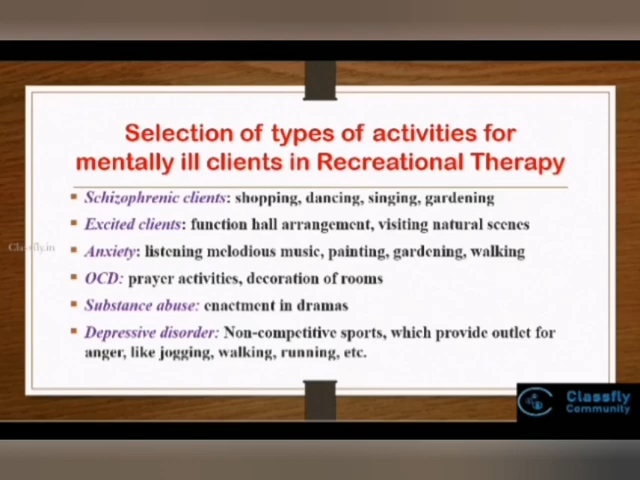 Selection of types of activities for
mentally ill clients in Recreational Therapy
Schizophrenic clients: shopping, dancing, singing, gardening
Excited clients: function hall arrangement, visiting natural scenes
Classfly.in
Anxiety: listening melodious music, painting, gardening, walking
OCD: prayer activities, decoration of rooms
Substance abuse: enactment in dramas
Depressive disorder: Non-competitive sports, which provide outlet for
anger, like jogging, walking, running, etc.
Classfly
Community